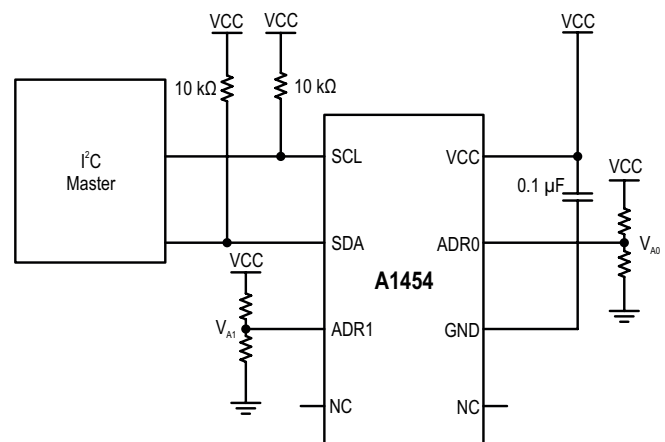 VCC
VCC
VCC
10 kΩ
10 kΩ
I²C
Master
SCL
VCC
VCC
0.1 µF
SDA
ADR0
V_A0
VCC
A1454
V_A1
ADR1
GND
NC
NC